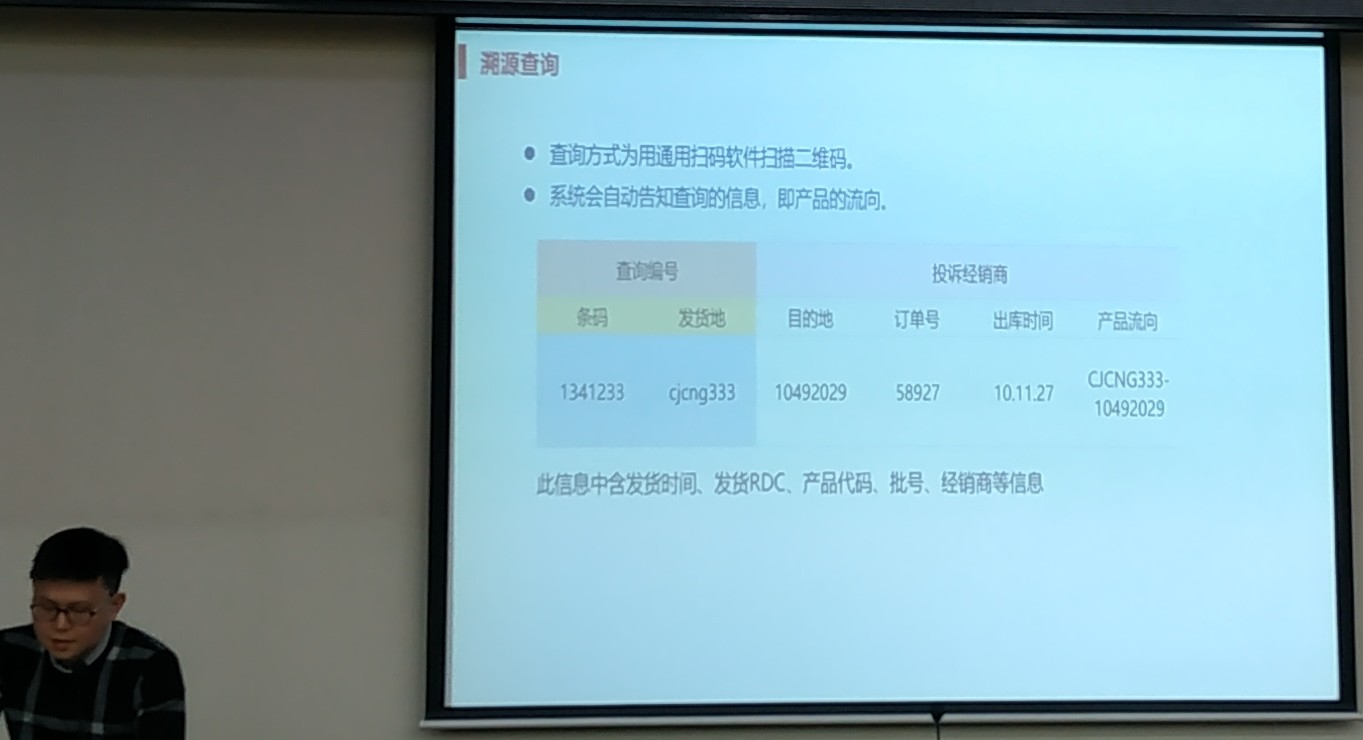 溯源查询
● 查询方式为用通用扫码软件扫描二维码。
● 系统会自动告知查询的信息，即产品的流向。
查询编号 投诉经销商
条码 发货地 目的地 订单号 出库时间 产品流向
1341233 cjcng333 10492029 58927 10.11.27 CJCNG333-
10492029
此信息中含发货时间、发货RDC、产品代码、批号、经销商等信息